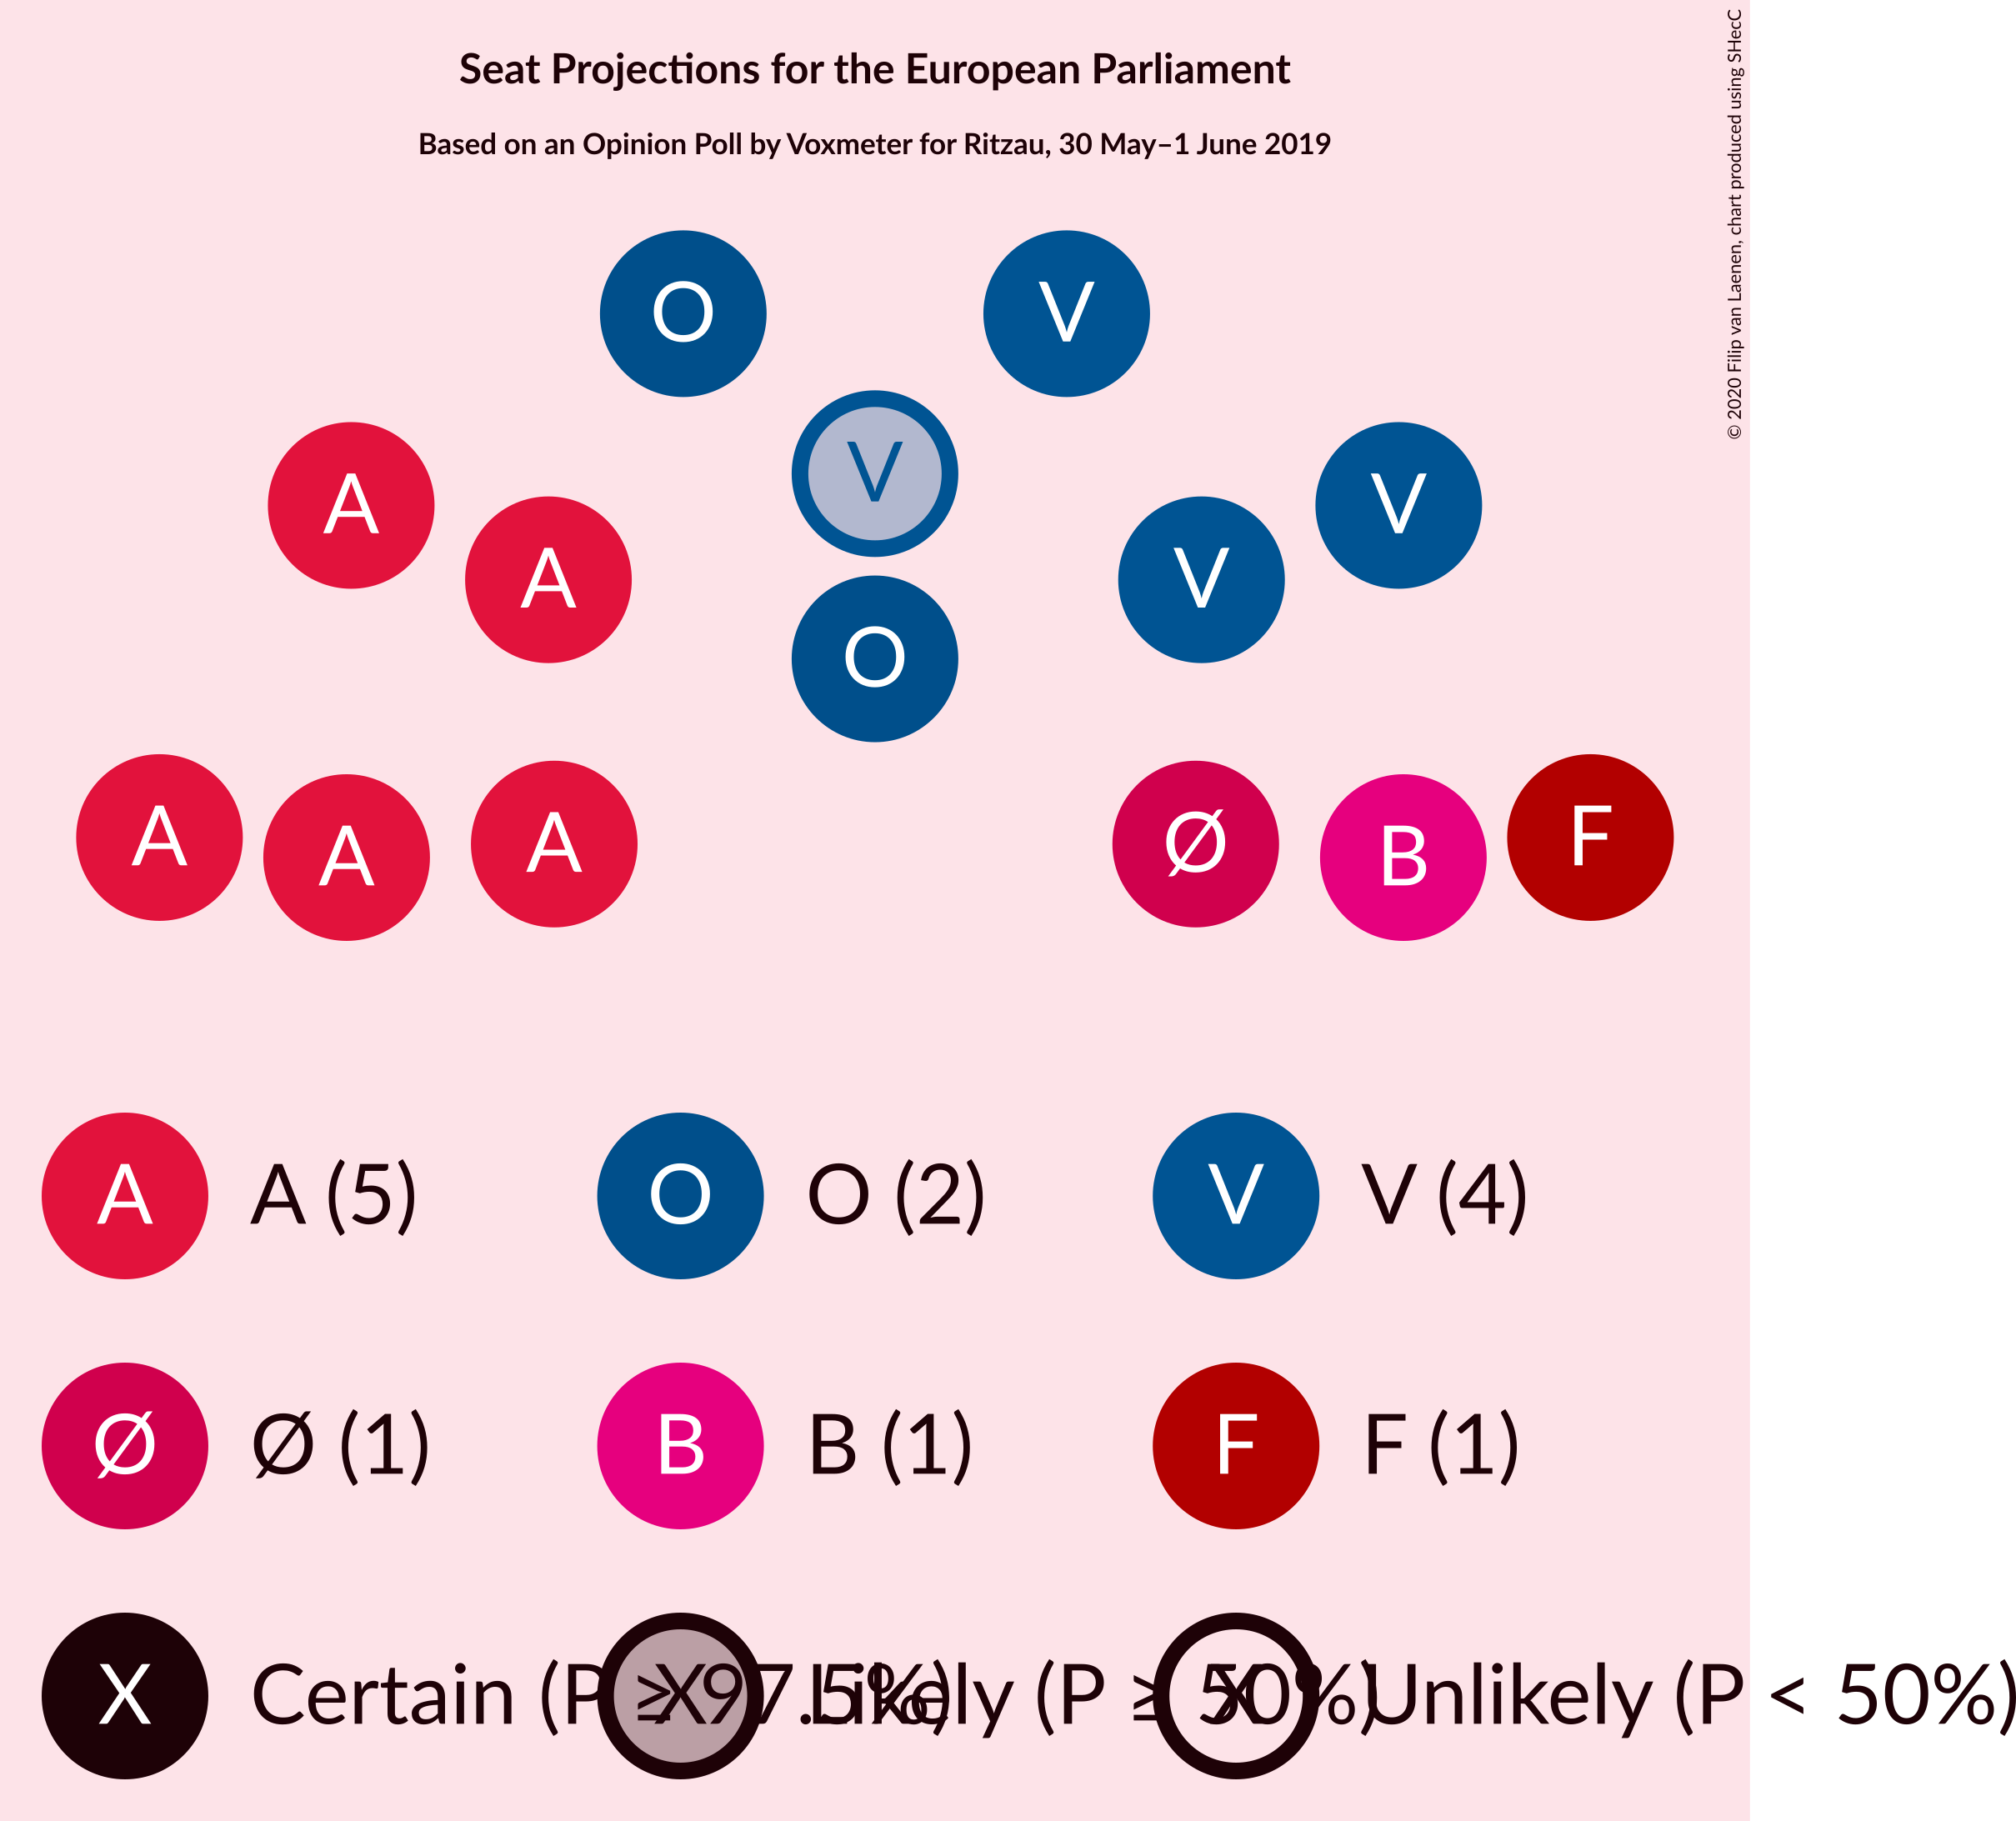 Seat Projections for the European Parliament
Based on an Opinion Poll by Voxmeter for Ritzau, 30 May–1 June 2019
© 2020 Filip van Laenen, chart produced using SHecC
O V
A V V
A V
O
A A A Ø B F
A A (5) O O (2) V V (4)
Ø Ø (1) B B (1) F F (1)
X Certain (P ≥ 97.5%) X Likely (P ≥ 50%) X Unlikely (P < 50%)